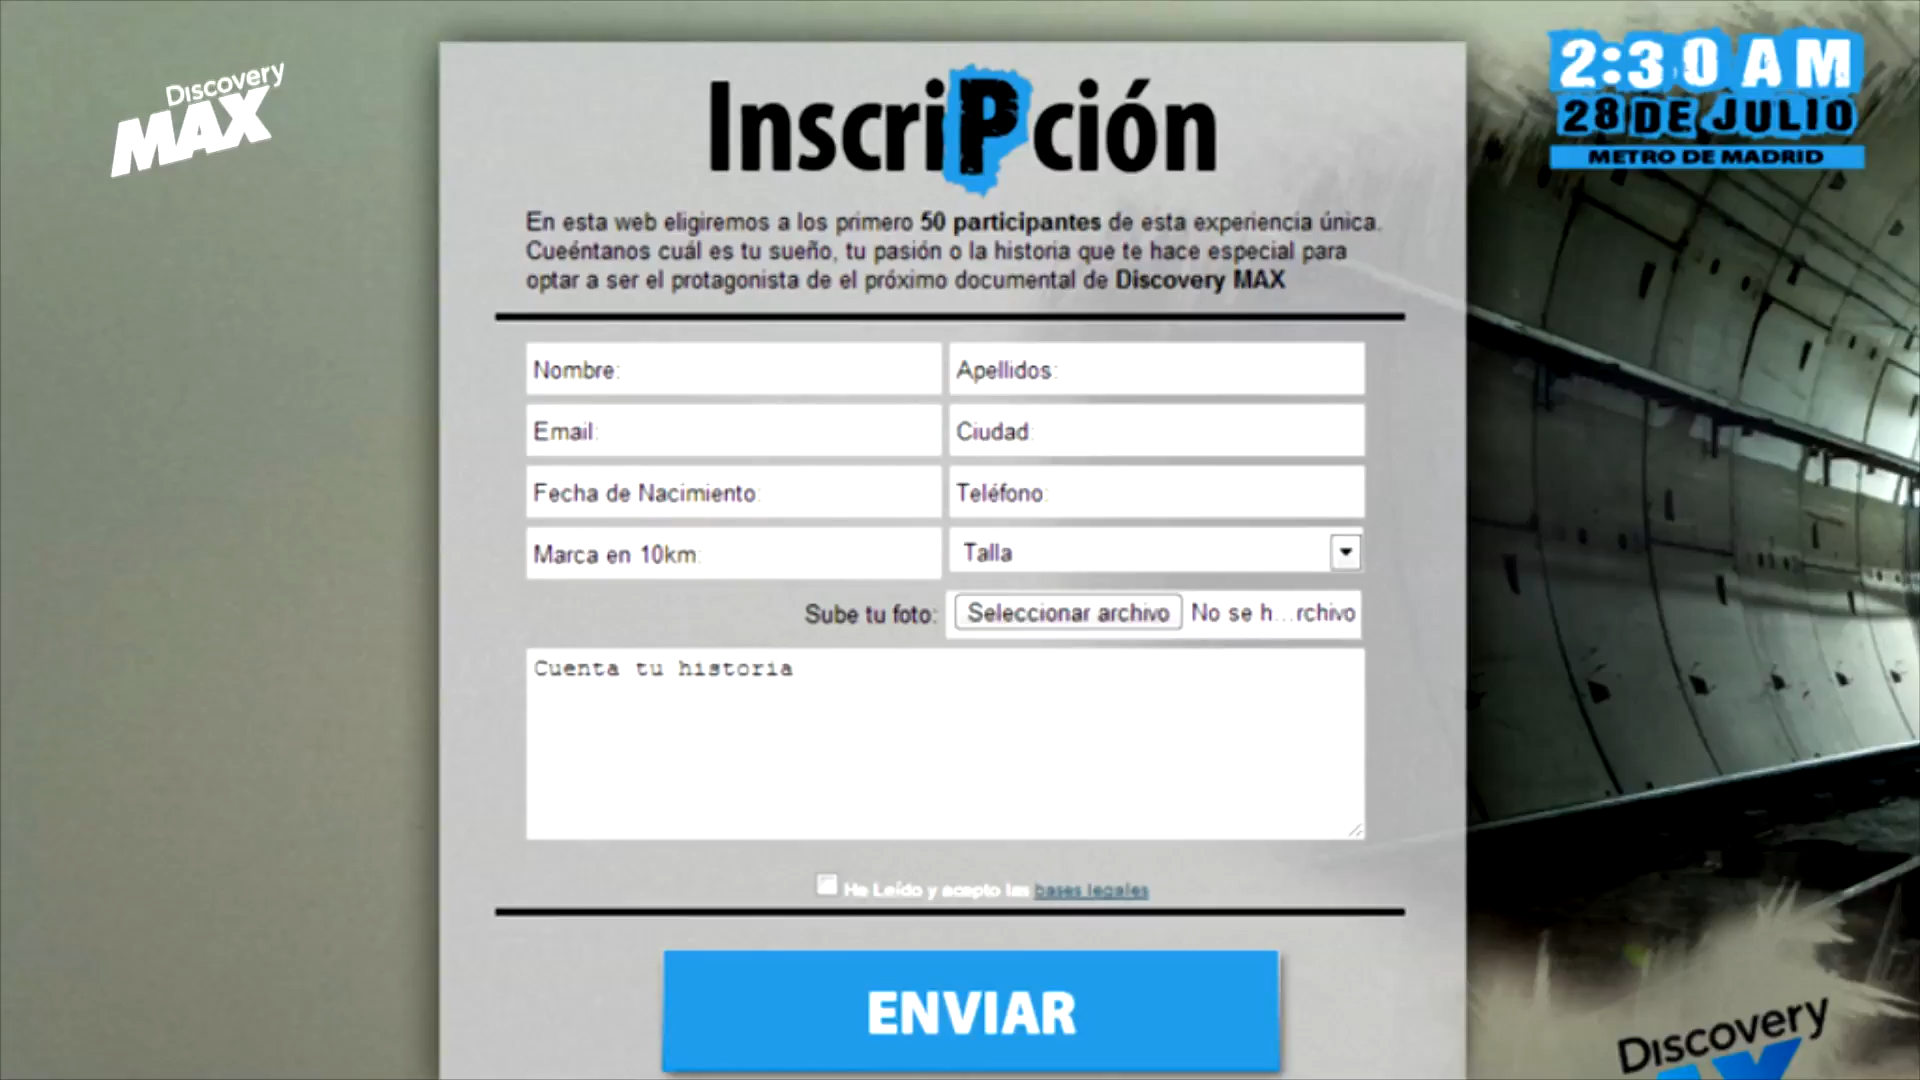 Discovery
MAX
2:30 AM
28 DE JULIO
METRO DE MADRID
InscriPción
En esta web eligiremos a los primero 50 participantes de esta experiencia única.
Cueéntanos cuál es tu sueño, tu pasión o la historia que te hace especial para
optar a ser el protagonista de el próximo documental de Discovery MAX
Nombre:
Apellidos:
Email:
Ciudad:
Fecha de Nacimiento:
Teléfono:
Marca en 10km:
Talla
Sube tu foto: Seleccionar archivo No se h...rchivo
Cuenta tu historia
He Leído y acepto las bases legales
ENVIAR
Discovery